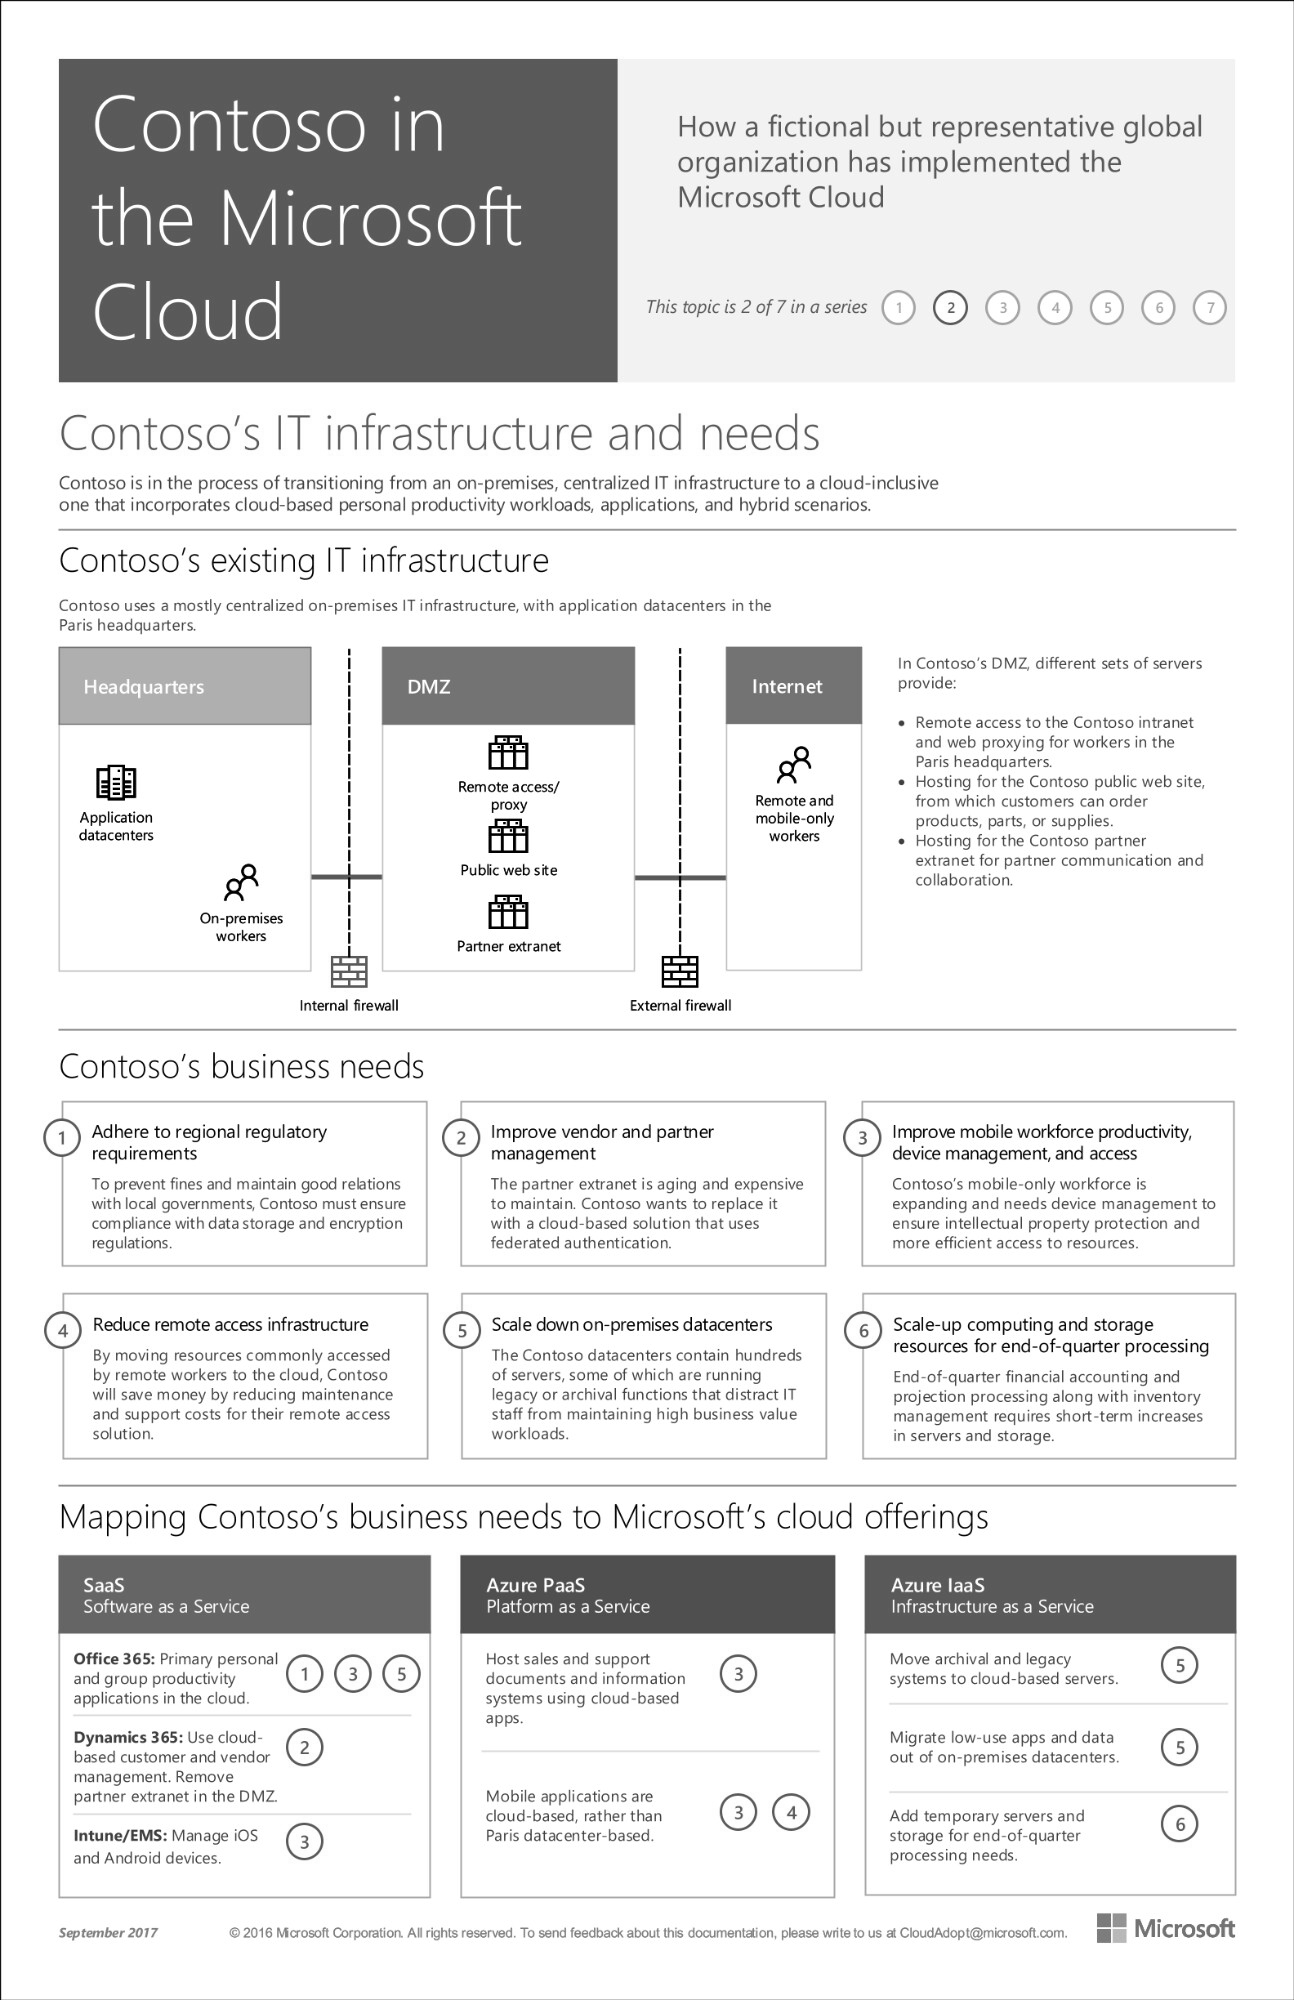 Contoso in
the Microsoft
Cloud
How a fictional but representative global
organization has implemented the
Microsoft Cloud
This topic is 2 of 7 in a series 1 2 3 4 5 6 7
Contoso's IT infrastructure and needs
Contoso is in the process of transitioning from an on-premises, centralized IT infrastructure to a cloud-inclusive
one that incorporates cloud-based personal productivity workloads, applications, and hybrid scenarios.
Contoso's existing IT infrastructure
Contoso uses a mostly centralized on-premises IT infrastructure, with application datacenters in the
Paris headquarters.
Headquarters
Application
datacenters
On-premises
workers
Internal firewall
DMZ
Remote access/
proxy
Public web site
Partner extranet
External firewall
Internet
Remote and
mobile-only
workers
In Contoso's DMZ, different sets of servers
provide:
• Remote access to the Contoso intranet
and web proxying for workers in the
Paris headquarters.
• Hosting for the Contoso public web site,
from which customers can order
products, parts, or supplies.
• Hosting for the Contoso partner
extranet for partner communication and
collaboration.
Contoso's business needs
1
Adhere to regional regulatory
requirements
To prevent fines and maintain good relations
with local governments, Contoso must ensure
compliance with data storage and encryption
regulations.
2
Improve vendor and partner
management
The partner extranet is aging and expensive
to maintain. Contoso wants to replace it
with a cloud-based solution that uses
federated authentication.
3
Improve mobile workforce productivity,
device management, and access
Contoso's mobile-only workforce is
expanding and needs device management to
ensure intellectual property protection and
more efficient access to resources.
4
Reduce remote access infrastructure
By moving resources commonly accessed
by remote workers to the cloud, Contoso
will save money by reducing maintenance
and support costs for their remote access
solution.
5
Scale down on-premises datacenters
The Contoso datacenters contain hundreds
of servers, some of which are running
legacy or archival functions that distract IT
staff from maintaining high business value
workloads.
6
Scale-up computing and storage
resources for end-of-quarter processing
End-of-quarter financial accounting and
projection processing along with inventory
management requires short-term increases
in servers and storage.
Mapping Contoso's business needs to Microsoft's cloud offerings
SaaS
Software as a Service
Office 365: Primary personal
and group productivity
applications in the cloud.
1 3 5
Dynamics 365: Use cloud-
based customer and vendor
management. Remove
partner extranet in the DMZ.
2
Intune/EMS: Manage iOS
and Android devices.
3
Azure PaaS
Platform as a Service
Host sales and support
documents and information
systems using cloud-based
apps.
3
Mobile applications are
cloud-based, rather than
Paris datacenter-based.
3 4
Azure IaaS
Infrastructure as a Service
Move archival and legacy
systems to cloud-based servers.
5
Migrate low-use apps and data
out of on-premises datacenters.
5
Add temporary servers and
storage for end-of-quarter
processing needs.
6
September 2017
© 2016 Microsoft Corporation. All rights reserved. To send feedback about this documentation, please write to us at CloudAdopt@microsoft.com.
Microsoft